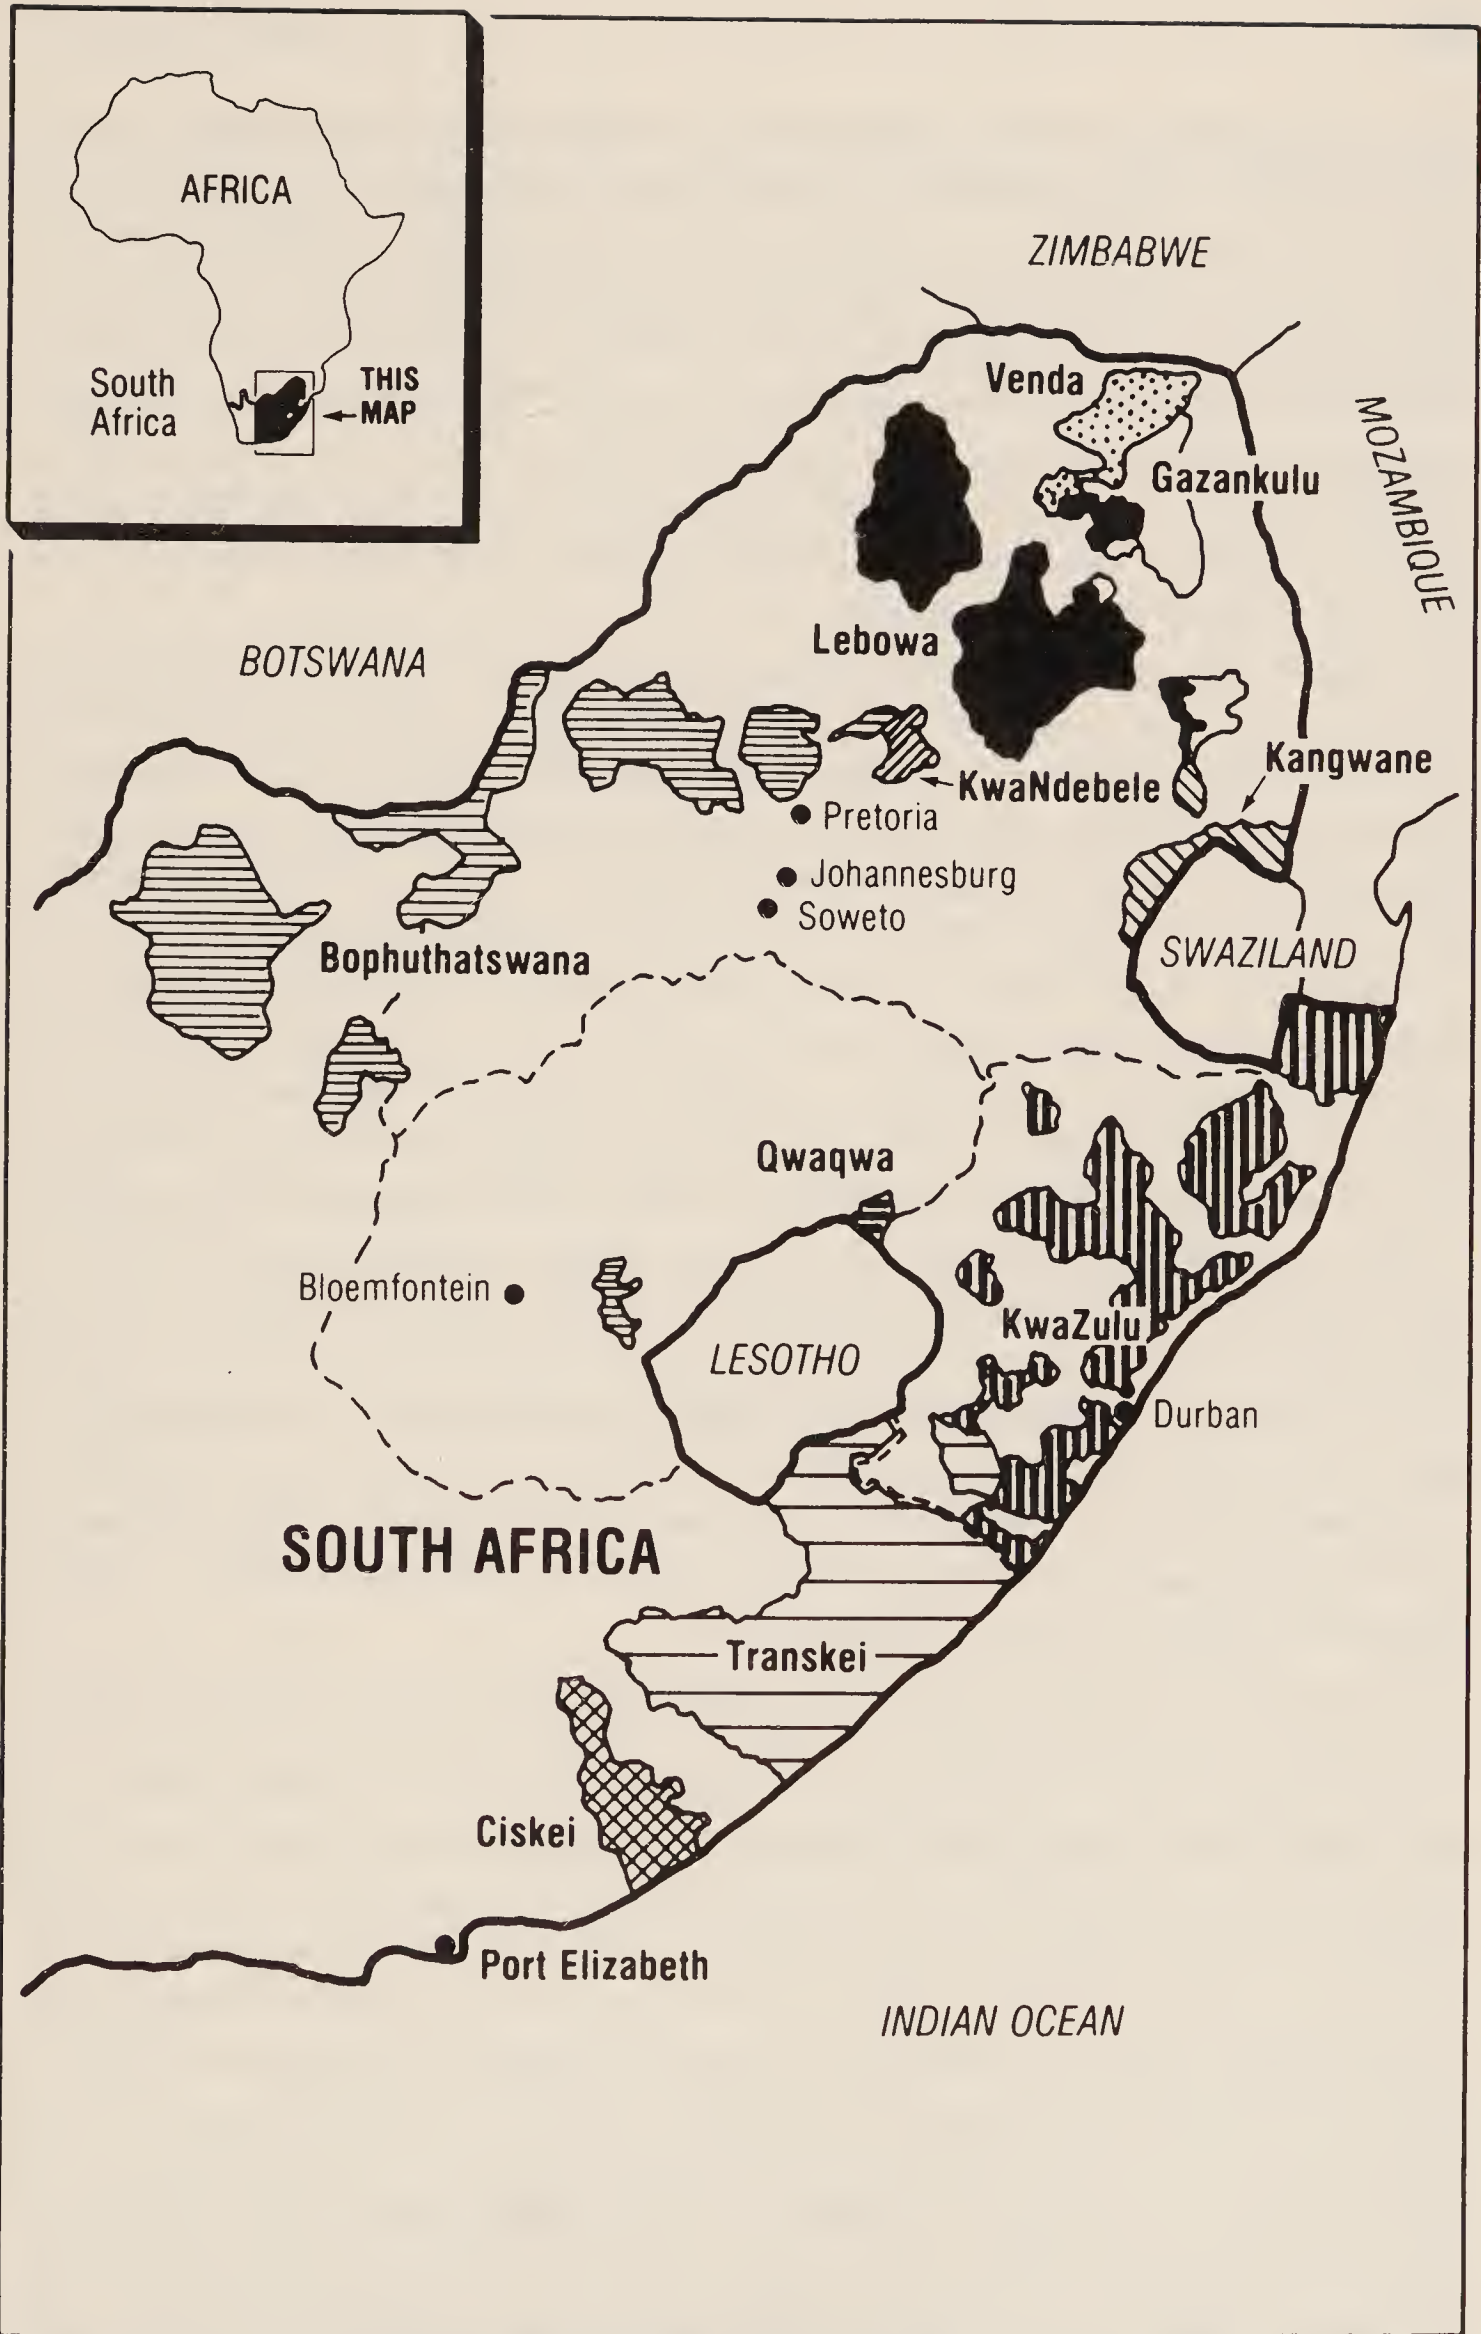 AFRICA
South
Africa
THIS
MAP
ZIMBABWE
Venda
MOZAMBIQUE
Gazankulu
Lebowa
BOTSWANA
Kangwane
KwaNdebele
Pretoria
Johannesburg
Soweto
SWAZILAND
Bophuthatswana
Qwaqwa
Bloemfontein
KwaZulu
LESOTHO
Durban
SOUTH AFRICA
Transkei
Ciskei
Port Elizabeth
INDIAN OCEAN